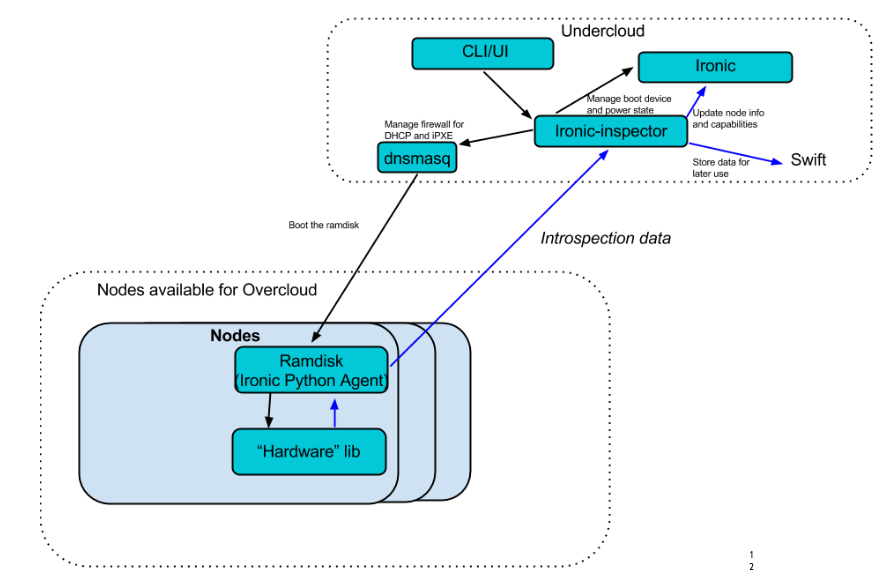 Undercloud
CLI/UI
Ironic
Manage boot device
and power state
Update node info
and capabilities
Manage firewall for
DHCP and iPXE
Ironic-inspector
dnsmasq
Store data for
later use
Swift
Boot the ramdisk
Introspection data
Nodes available for Overcloud
Nodes
Ramdisk
(Ironic Python Agent)
“Hardware” lib
1
2